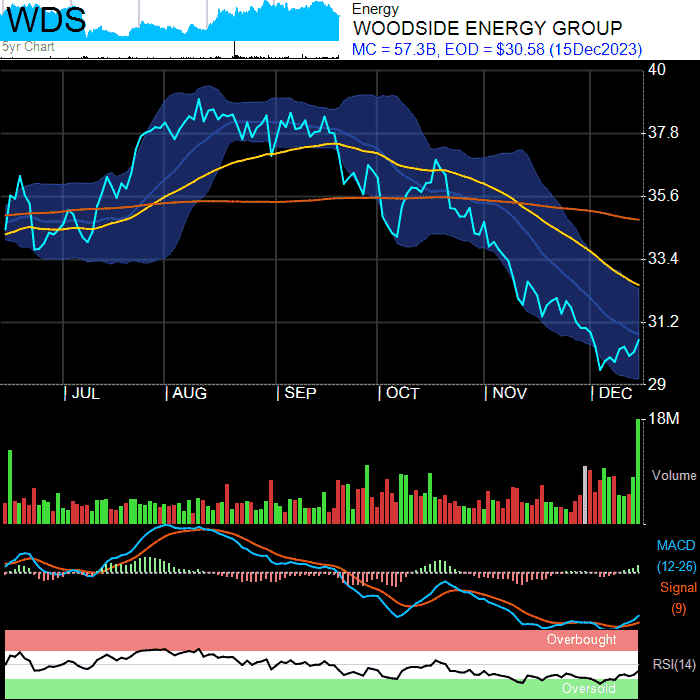 WDS
5yr Chart
Energy
WOODSIDE ENERGY GROUP
MC = 57.3B, EOD = $30.58 (15Dec2023)
40
37.8
35.6
33.4
31.2
29
JUL AUG SEP OCT NOV DEC
18M
Volume
MACD
(12-26)
Signal
(9)
Overbought
RSI(14)
Oversold